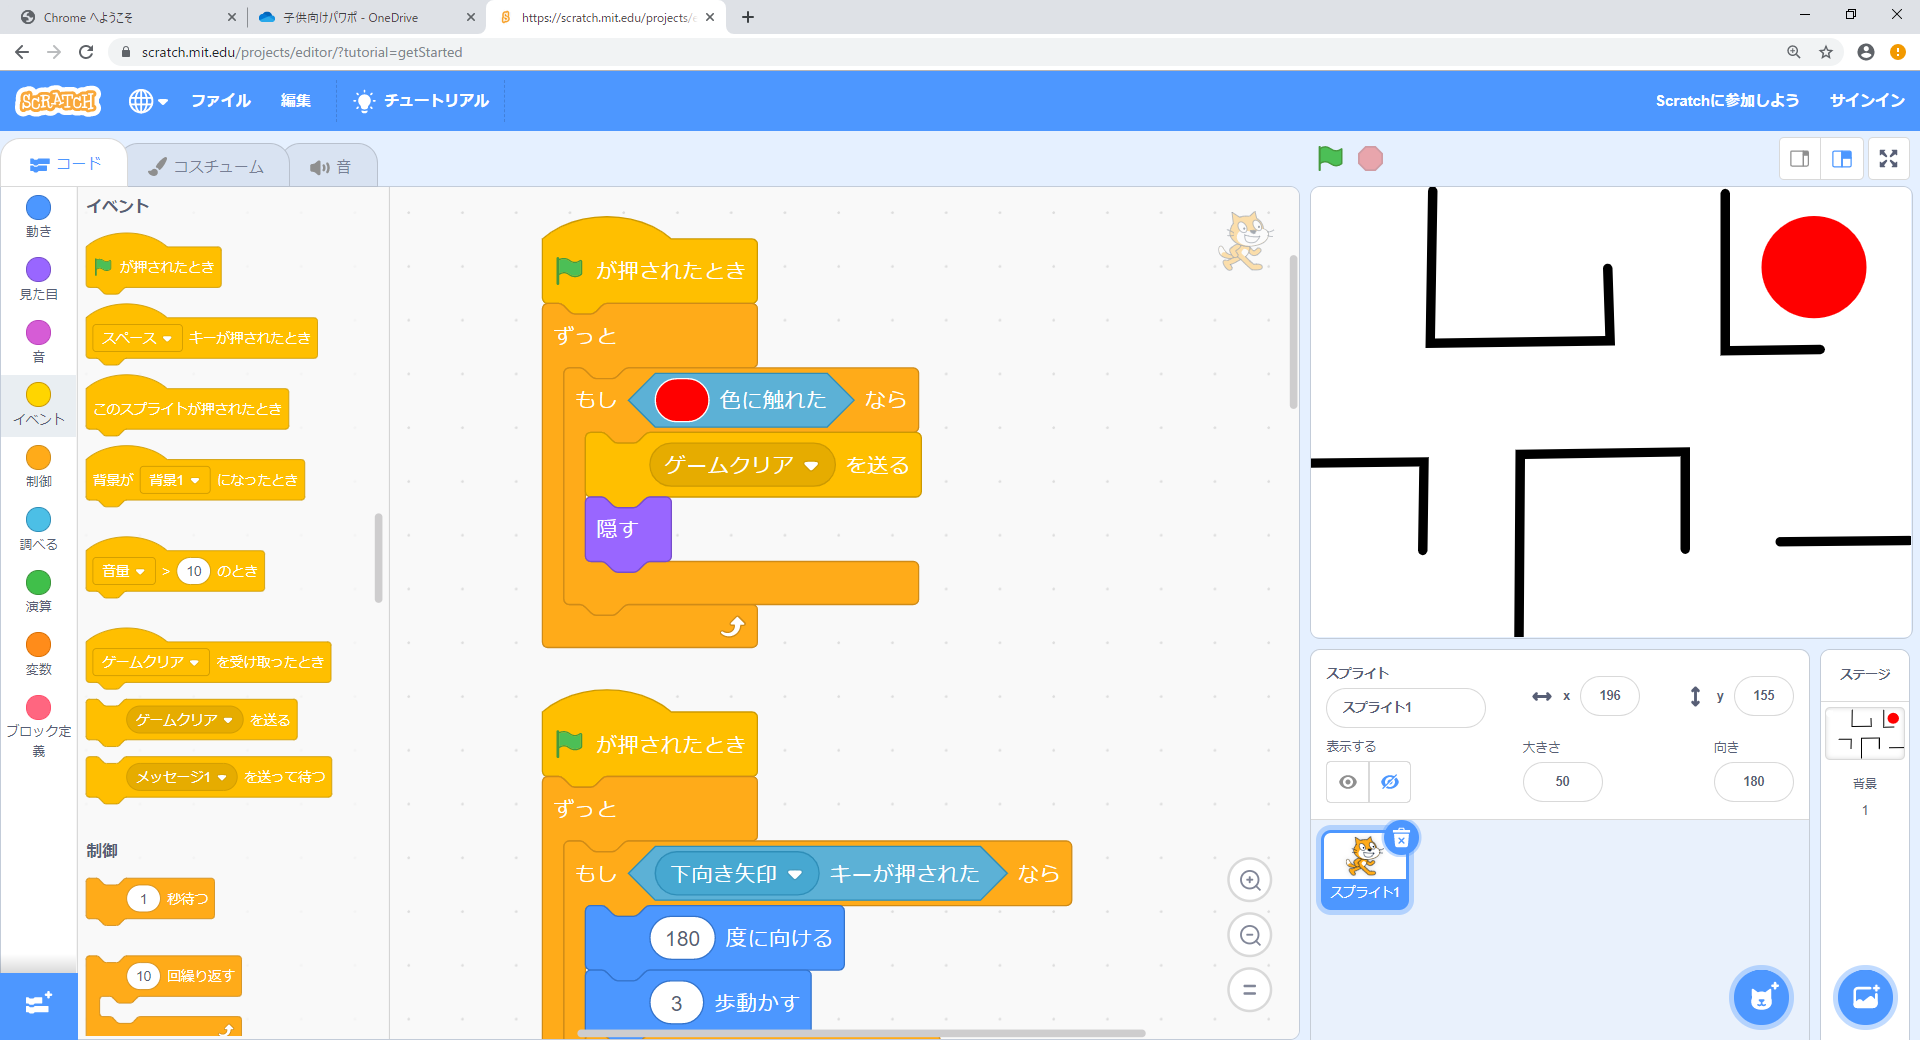 Chrome へようこそ
子供向けパワポ - OneDrive
https://scratch.mit.edu/projects/e
scratch.mit.edu/projects/editor/?tutorial=getStarted
SCRATCH
ファイル
編集
チュートリアル
Scratchに参加しよう
サインイン
コード
コスチューム
音
動き
見た目
音
イベント
制御
調べる
演算
変数
ブロック定
義
イベント
が押されたとき
スペース キーが押されたとき
このスプライトが押されたとき
背景が 背景1 になったとき
音量 > 10 のとき
ゲームクリア を受け取ったとき
ゲームクリア を送る
メッセージ1 を送って待つ
制御
1 秒待つ
10 回繰り返す
が押されたとき
ずっと
もし 色に触れた なら
ゲームクリア を送る
隠す
が押されたとき
ずっと
もし 下向き矢印 キーが押された なら
180 度に向ける
3 歩動かす
スプライト
スプライト1
x 196
y 155
表示する
大きさ
50
向き
180
スプライト1
ステージ
背景
1